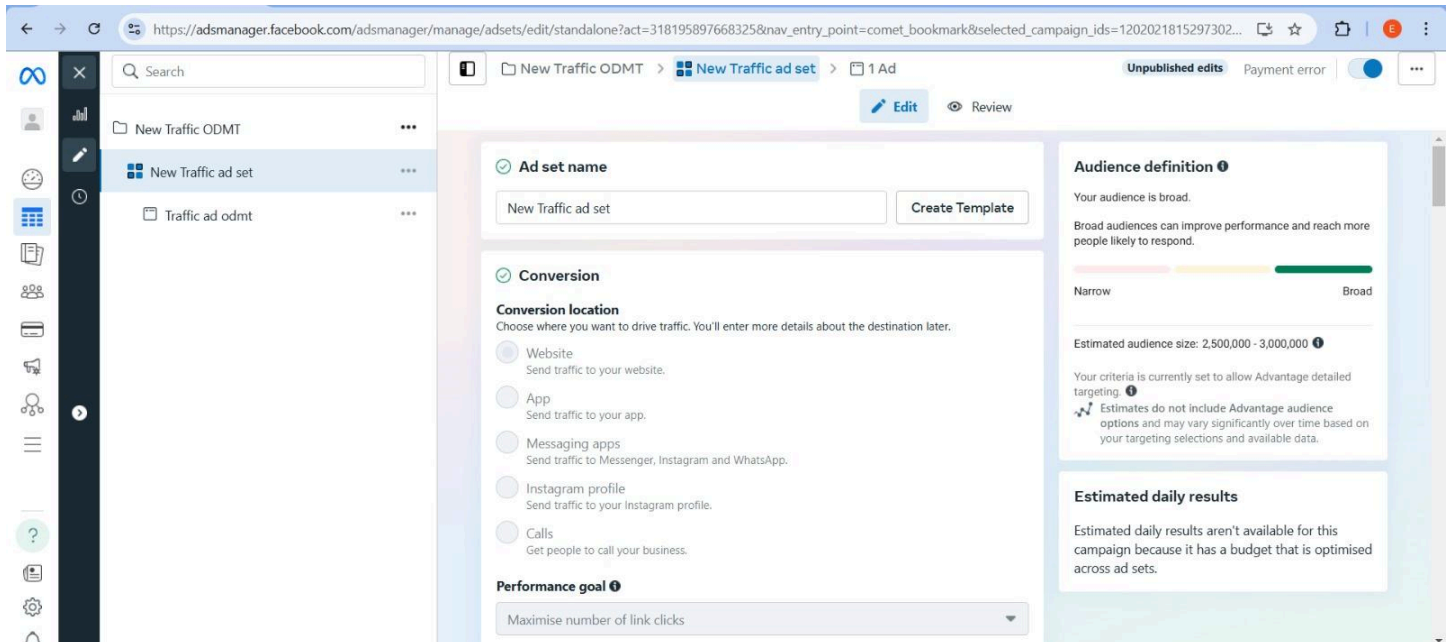 https://adsmanager.facebook.com/adsmanager/manage/adsets/edit/standalone?act=318195897668325&nav_entry_point=comet_bookmark&selected_campaign_ids=1202021815297302...
E
Search
New Traffic ODMT
New Traffic ad set
Traffic ad odmt
New Traffic ODMT > New Traffic ad set > 1 Ad
Unpublished edits
Payment error
Edit
Review
Ad set name
New Traffic ad set
Create Template
Conversion
Conversion location
Choose where you want to drive traffic. You'll enter more details about the destination later.
Website
Send traffic to your website.
App
Send traffic to your app.
Messaging apps
Send traffic to Messenger, Instagram and WhatsApp.
Instagram profile
Send traffic to your Instagram profile.
Calls
Get people to call your business.
Performance goal
Maximise number of link clicks
Audience definition
Your audience is broad.
Broad audiences can improve performance and reach more
people likely to respond.
Narrow
Broad
Estimated audience size: 2,500,000 - 3,000,000
Your criteria is currently set to allow Advantage detailed
targeting.
Estimates do not include Advantage audience
options and may vary significantly over time based on
your targeting selections and available data.
Estimated daily results
Estimated daily results aren't available for this
campaign because it has a budget that is optimised
across ad sets.